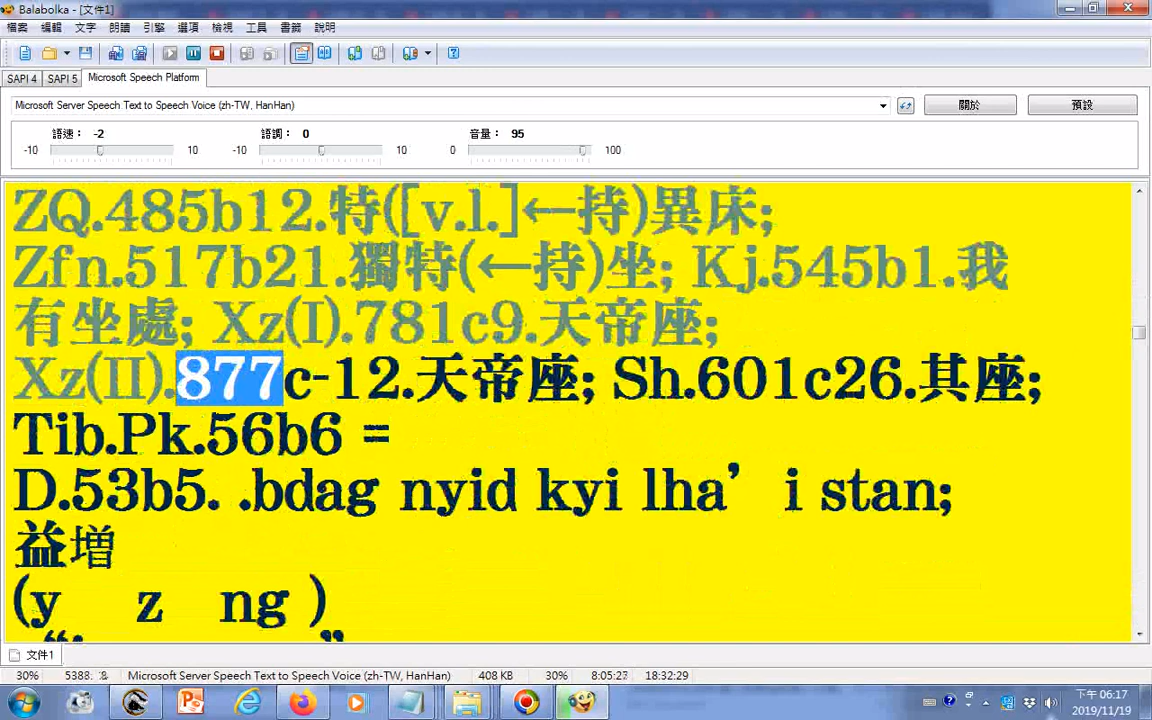 Balabolka - [文件1]
檔案 編輯 文字 朗讀 引擎 選項 檢視 工具 書籤 說明
SAPI 4 SAPI 5 Microsoft Speech Platform
Microsoft Server Speech Text to Speech Voice (zh-TW, HanHan)
關於 預設
語速： -2 語調： 0 音量： 95
-10 10 -10 10 0 100
ZQ.485b12.特([v.l.]←持)異床;
Zfn.517b21.獨特(←持)坐; Kj.545b1.我
有坐處; Xz(I).781c9.天帝座;
Xz(II).877c-12.天帝座; Sh.601c26.其座;
Tib.Pk.56b6 =
D.53b5. .bdag nyid kyi lha’i stan;
益增
(y z ng )
文件1
30% Microsoft Server Speech Text to Speech Voice (zh-TW, HanHan) 408 KB 30% 8:05:23 18:32:29
下午 06:17
2019/11/19